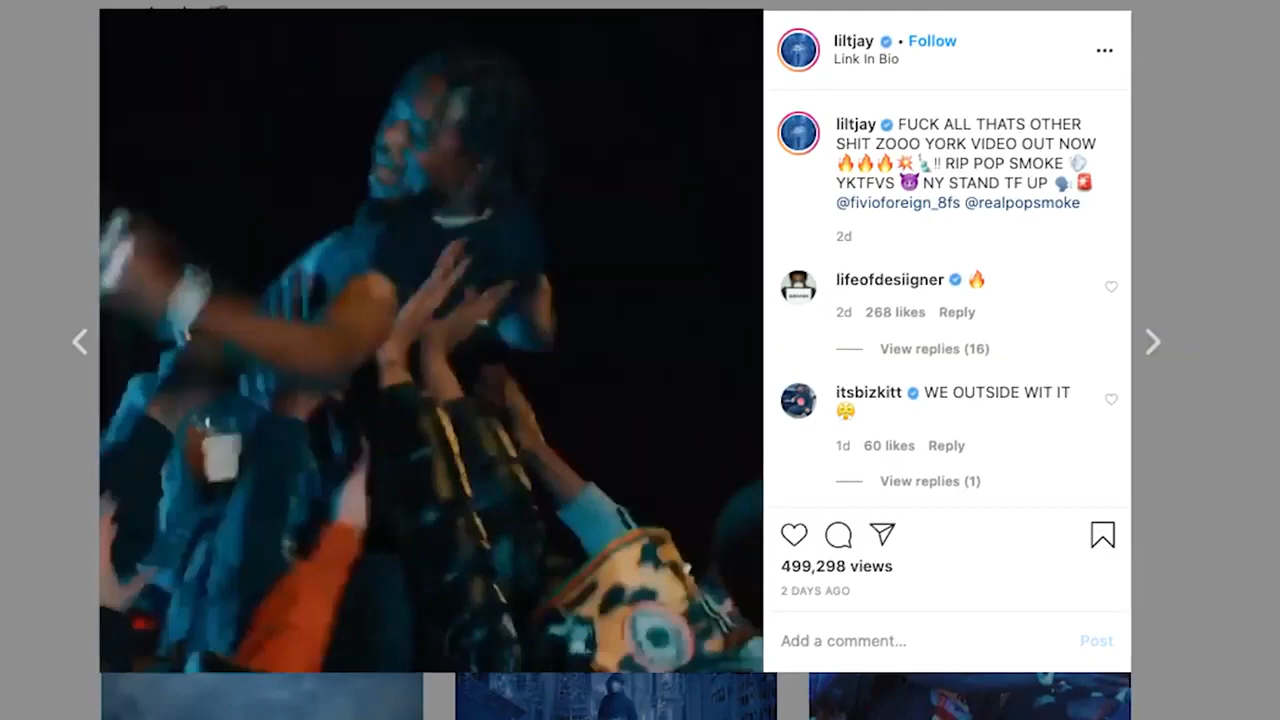 liltjay • Follow
Link In Bio
liltjay FUCK ALL THATS OTHER
SHIT ZOOO YORK VIDEO OUT NOW
🔥🔥🔥💥🗽‼️ RIP POP SMOKE 💨
YKTFVS 😈 NY STAND TF UP 🗣🚨
@fivioforeign_8fs @realpopsmoke
2d
lifeofdesiigner 🔥
2d 268 likes Reply
View replies (16)
itsbizkitt WE OUTSIDE WIT IT
😤
1d 60 likes Reply
View replies (1)
499,298 views
2 DAYS AGO
Add a comment... Post